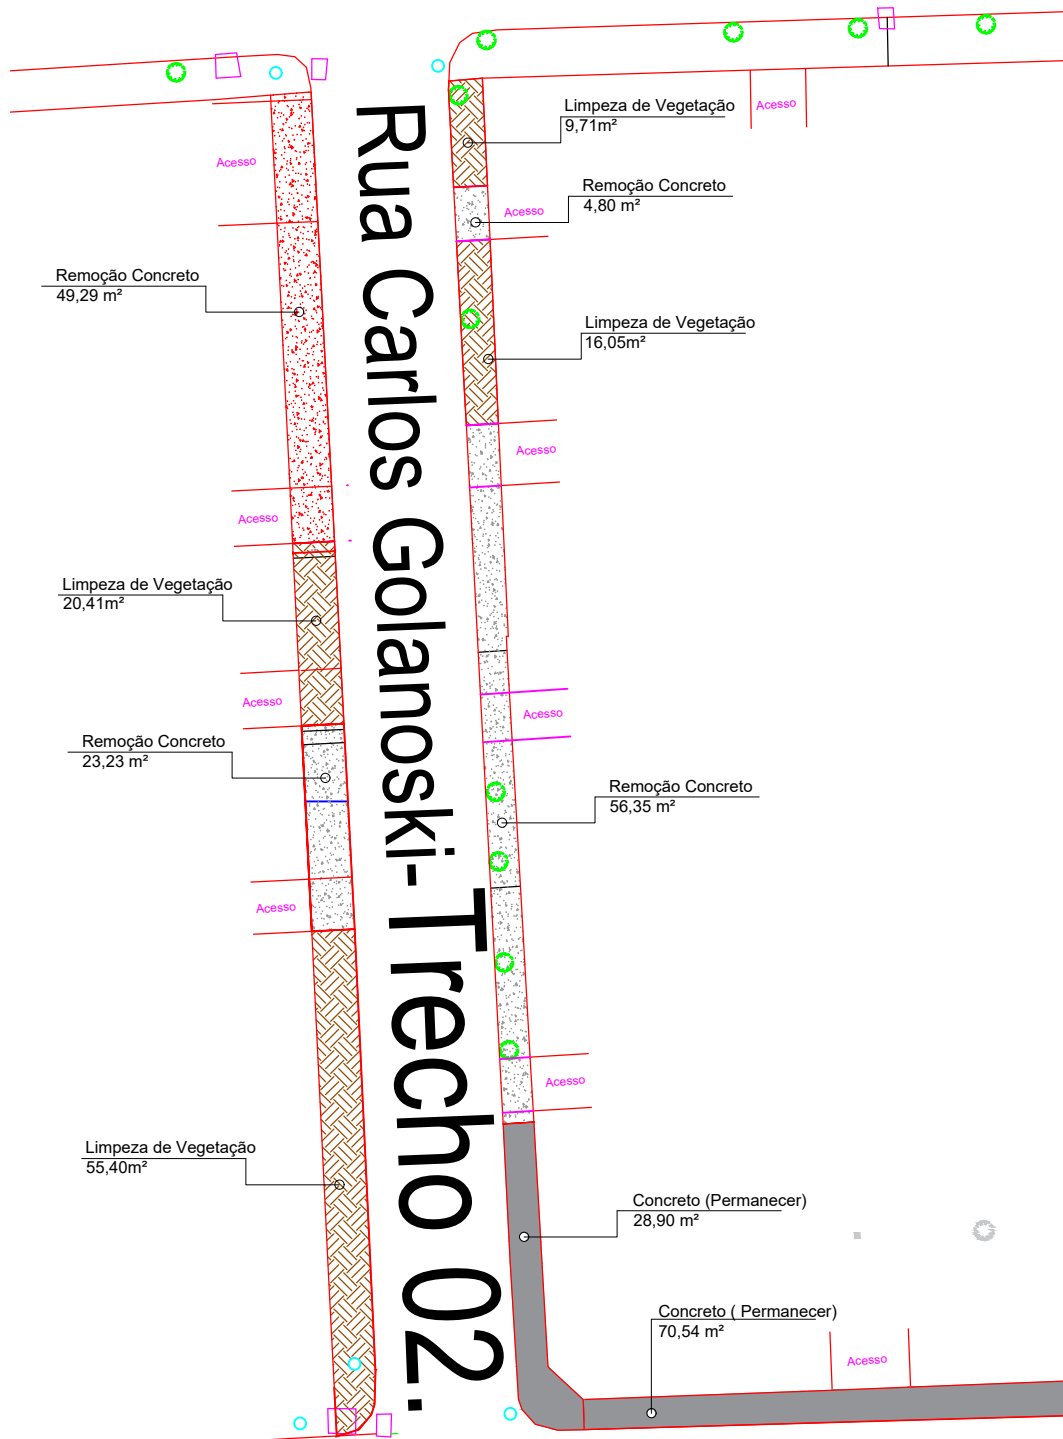 Rua Carlos Golanoski- Trecho 02.
Limpeza de Vegetação
9,71m²
Acesso
Acesso
Remoção Concreto
4,80 m²
Acesso
Remoção Concreto
49,29 m²
Limpeza de Vegetação
16,05m²
Acesso
Acesso
Limpeza de Vegetação
20,41m²
Acesso
Acesso
Remoção Concreto
23,23 m²
Remoção Concreto
56,35 m²
Acesso
Acesso
Limpeza de Vegetação
55,40m²
Concreto (Permanecer)
28,90 m²
Concreto ( Permanecer)
70,54 m²
Acesso